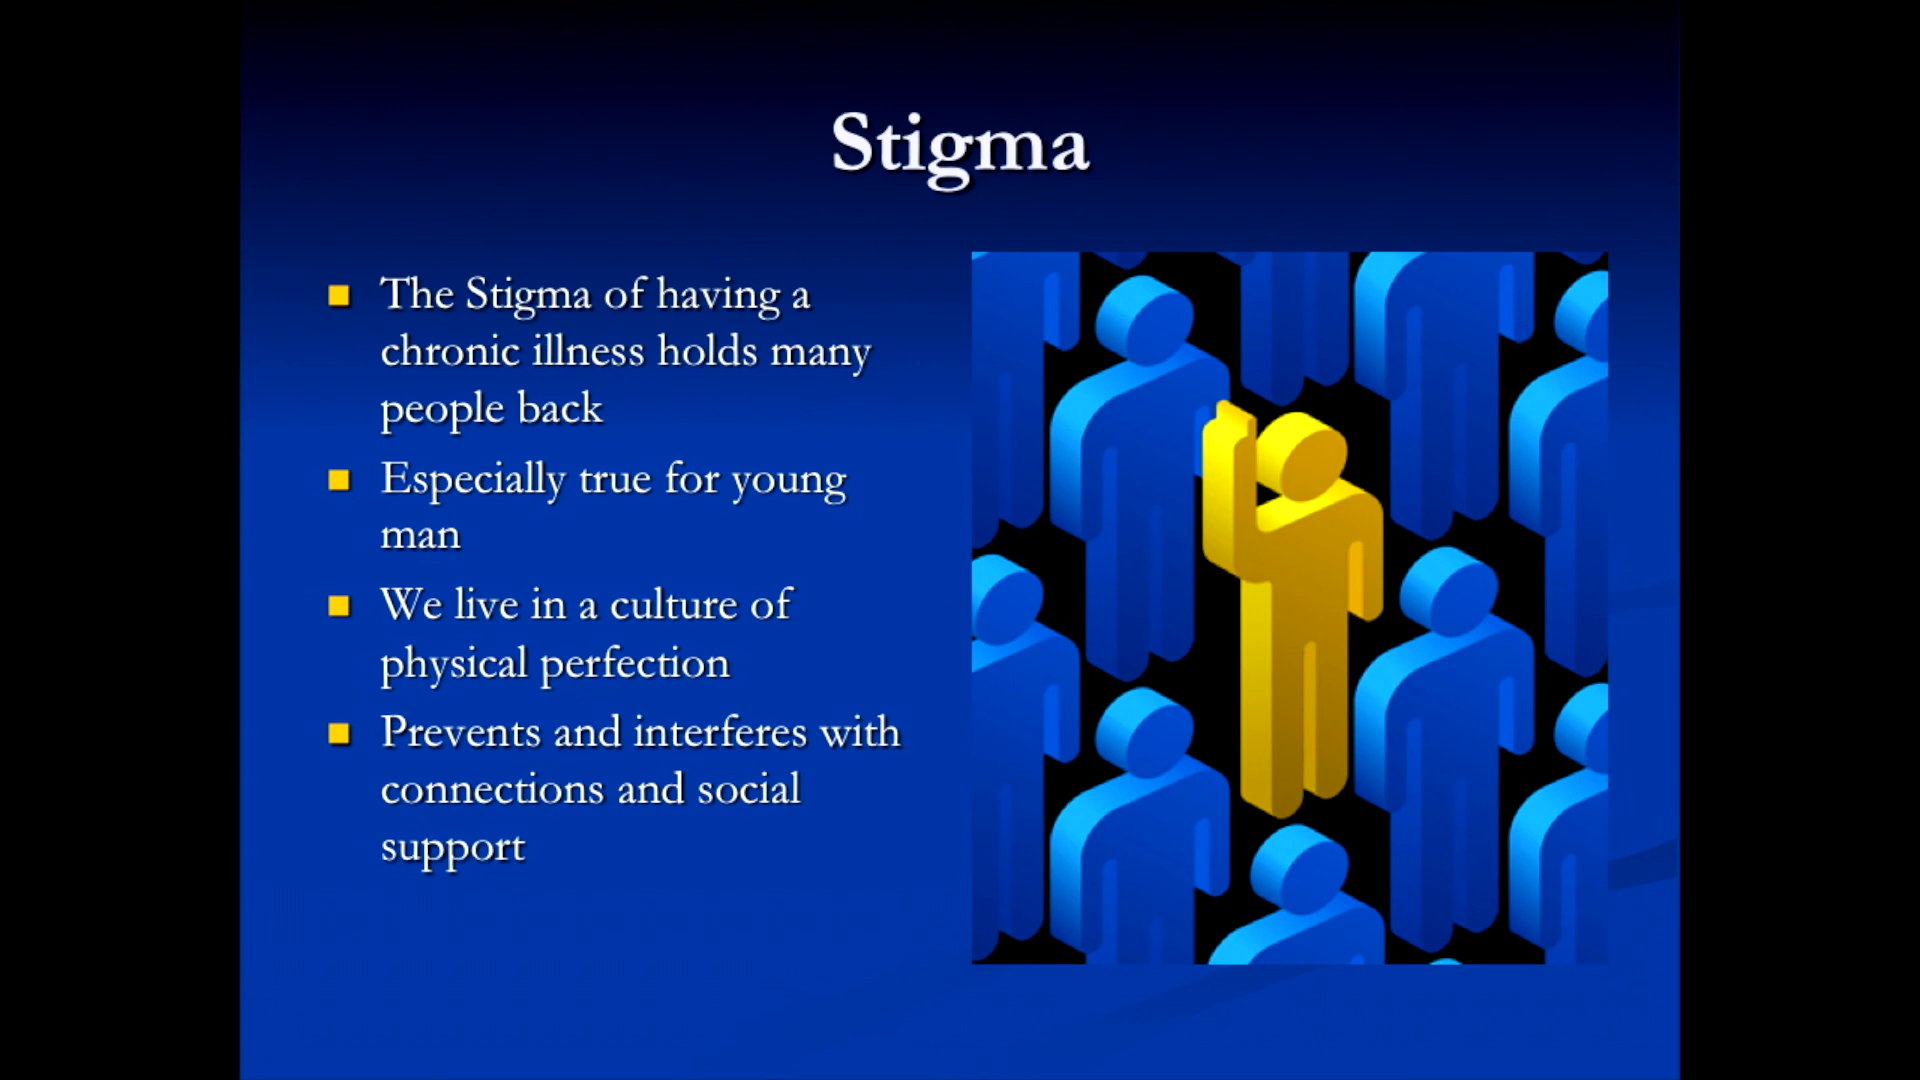 Stigma
The Stigma of having a
chronic illness holds many
people back
Especially true for young
man
We live in a culture of
physical perfection
Prevents and interferes with
connections and social
support